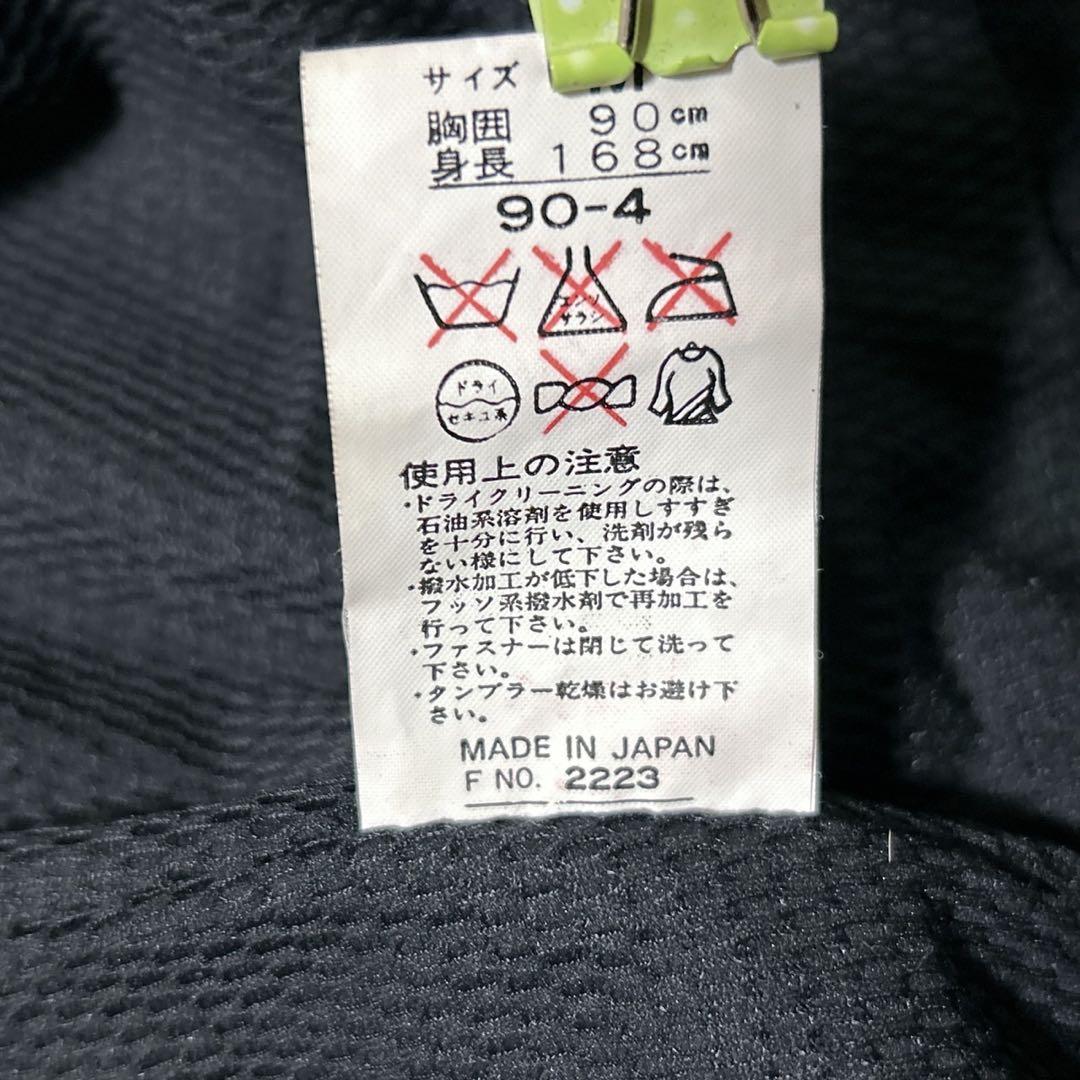 サイズ M
胸囲 90cm
身長 168cm
90-4
エンソ
サラシ
ドライ
セキユ系
使用上の注意
・ドライクリーニングの際は、
石油系溶剤を使用しすすぎ
を十分に行い、洗剤が残ら
ない様にして下さい。
・撥水加工が低下した場合は、
フッソ系撥水剤で再加工を
行って下さい。
・ファスナーは閉じて洗って
下さい。
・タンブラー乾燥はお避け下
さい。
MADE IN JAPAN
F NO. 2223